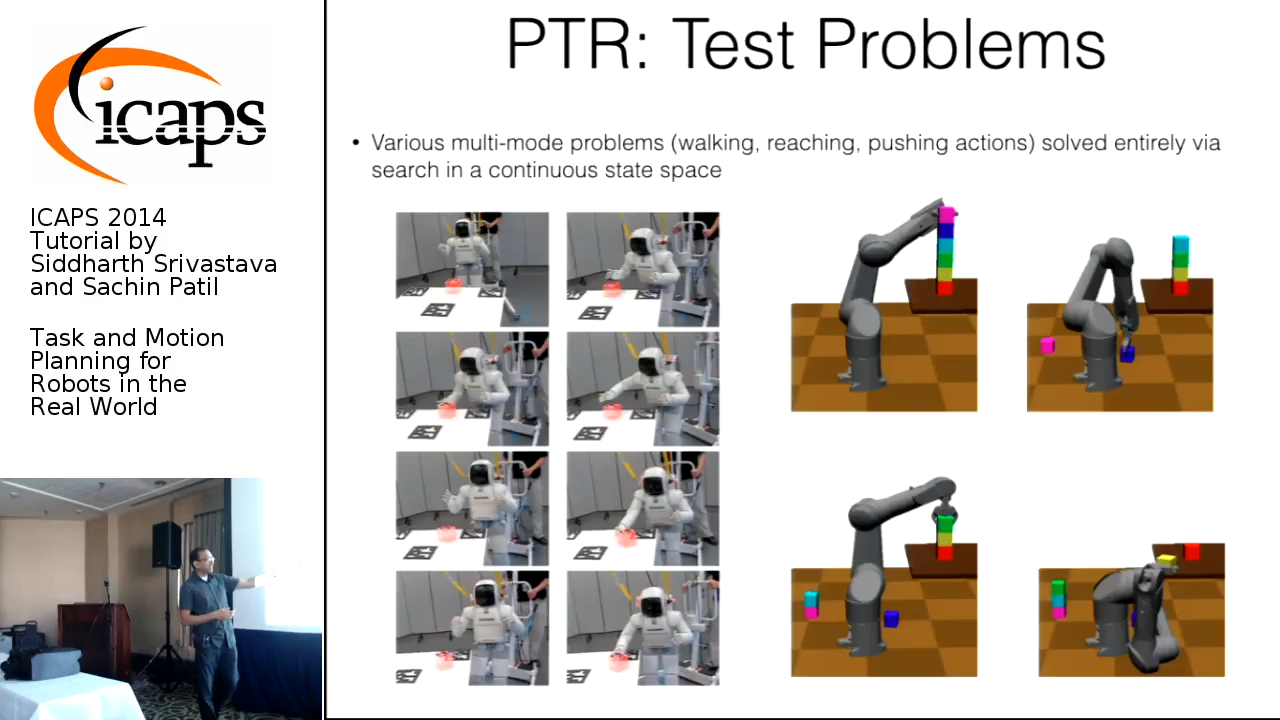 icaps
ICAPS 2014
Tutorial by
Siddharth Srivastava
and Sachin Patil
Task and Motion
Planning for
Robots in the
Real World
PTR: Test Problems
• Various multi-mode problems (walking, reaching, pushing actions) solved entirely via
search in a continuous state space